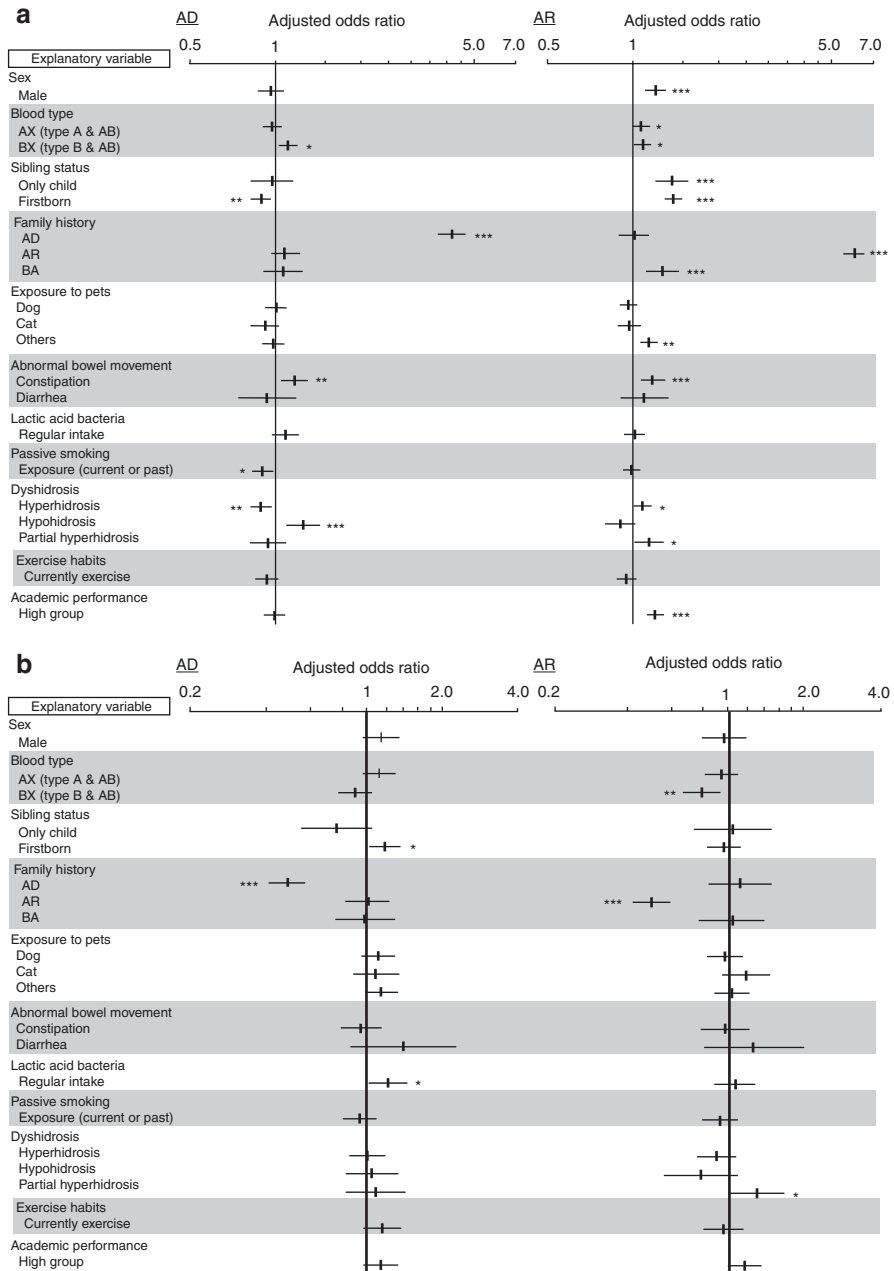 a
AD Adjusted odds ratio AR Adjusted odds ratio
0.5 1 5.0 7.0 0.5 1 5.0 7.0
Explanatory variable
Sex
Male ***
Blood type
AX (type A & AB) *
BX (type B & AB) * *
Sibling status
Only child ***
Firstborn ** ***
Family history
AD ***
AR ***
BA ***
Exposure to pets
Dog
Cat
Others **
Abnormal bowel movement
Constipation ** ***
Diarrhea
Lactic acid bacteria
Regular intake
Passive smoking
Exposure (current or past) *
Dyshidrosis
Hyperhidrosis ** *
Hypohidrosis ***
Partial hyperhidrosis *
Exercise habits
Currently exercise
Academic performance
High group ***
b
AD Adjusted odds ratio AR Adjusted odds ratio
0.2 1 2.0 4.0 0.2 1 2.0 4.0
Explanatory variable
Sex
Male
Blood type
AX (type A & AB)
BX (type B & AB) **
Sibling status
Only child
Firstborn *
Family history
AD ***
AR ***
BA
Exposure to pets
Dog
Cat
Others
Abnormal bowel movement
Constipation
Diarrhea
Lactic acid bacteria
Regular intake *
Passive smoking
Exposure (current or past)
Dyshidrosis
Hyperhidrosis
Hypohidrosis
Partial hyperhidrosis *
Exercise habits
Currently exercise
Academic performance
High group